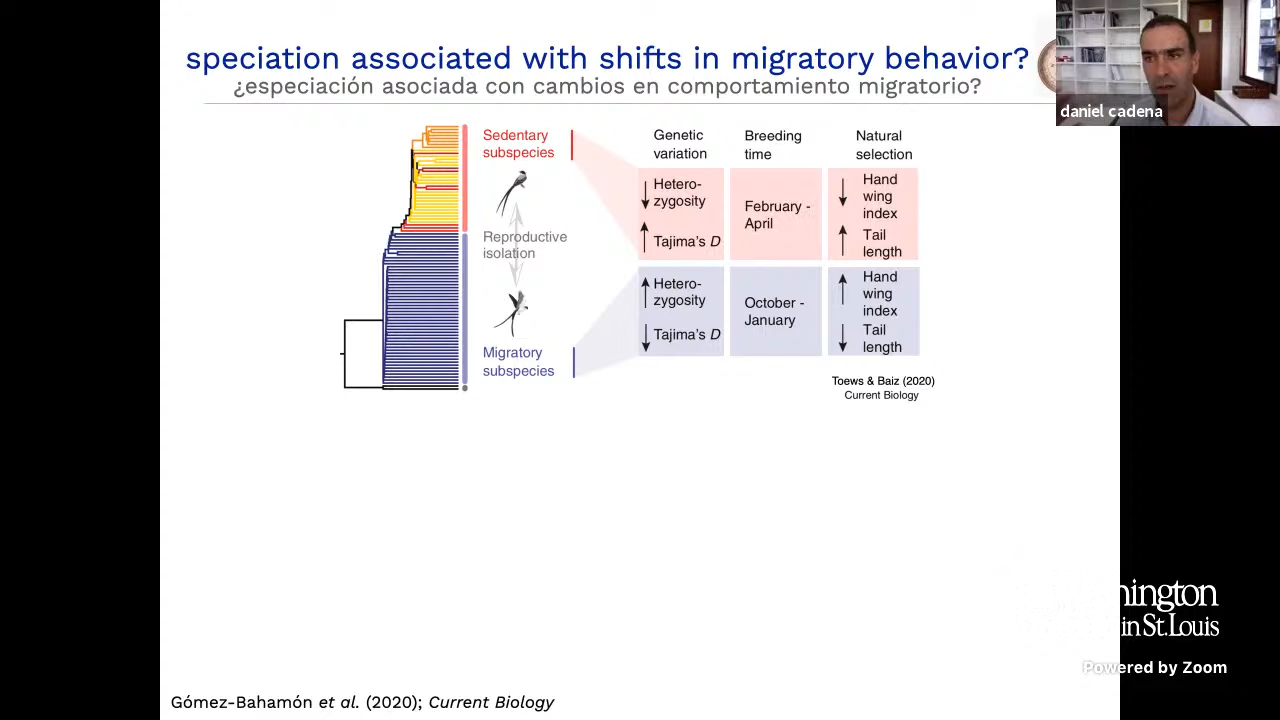 speciation associated with shifts in migratory behavior?
¿especiación asociada con cambios en comportamiento migratorio?
daniel cadena
Sedentary
subspecies
Reproductive
isolation
Migratory
subspecies
Genetic
variation
Breeding
time
Natural
selection
Hetero-
zygosity
Tajima's D
February -
April
Hand
wing
index
Tail
length
Hetero-
zygosity
Tajima's D
October -
January
Hand
wing
index
Tail
length
Toews & Baiz (2020)
Current Biology
in St. Louis
Powered by Zoom
Gómez-Bahamón et al. (2020); Current Biology